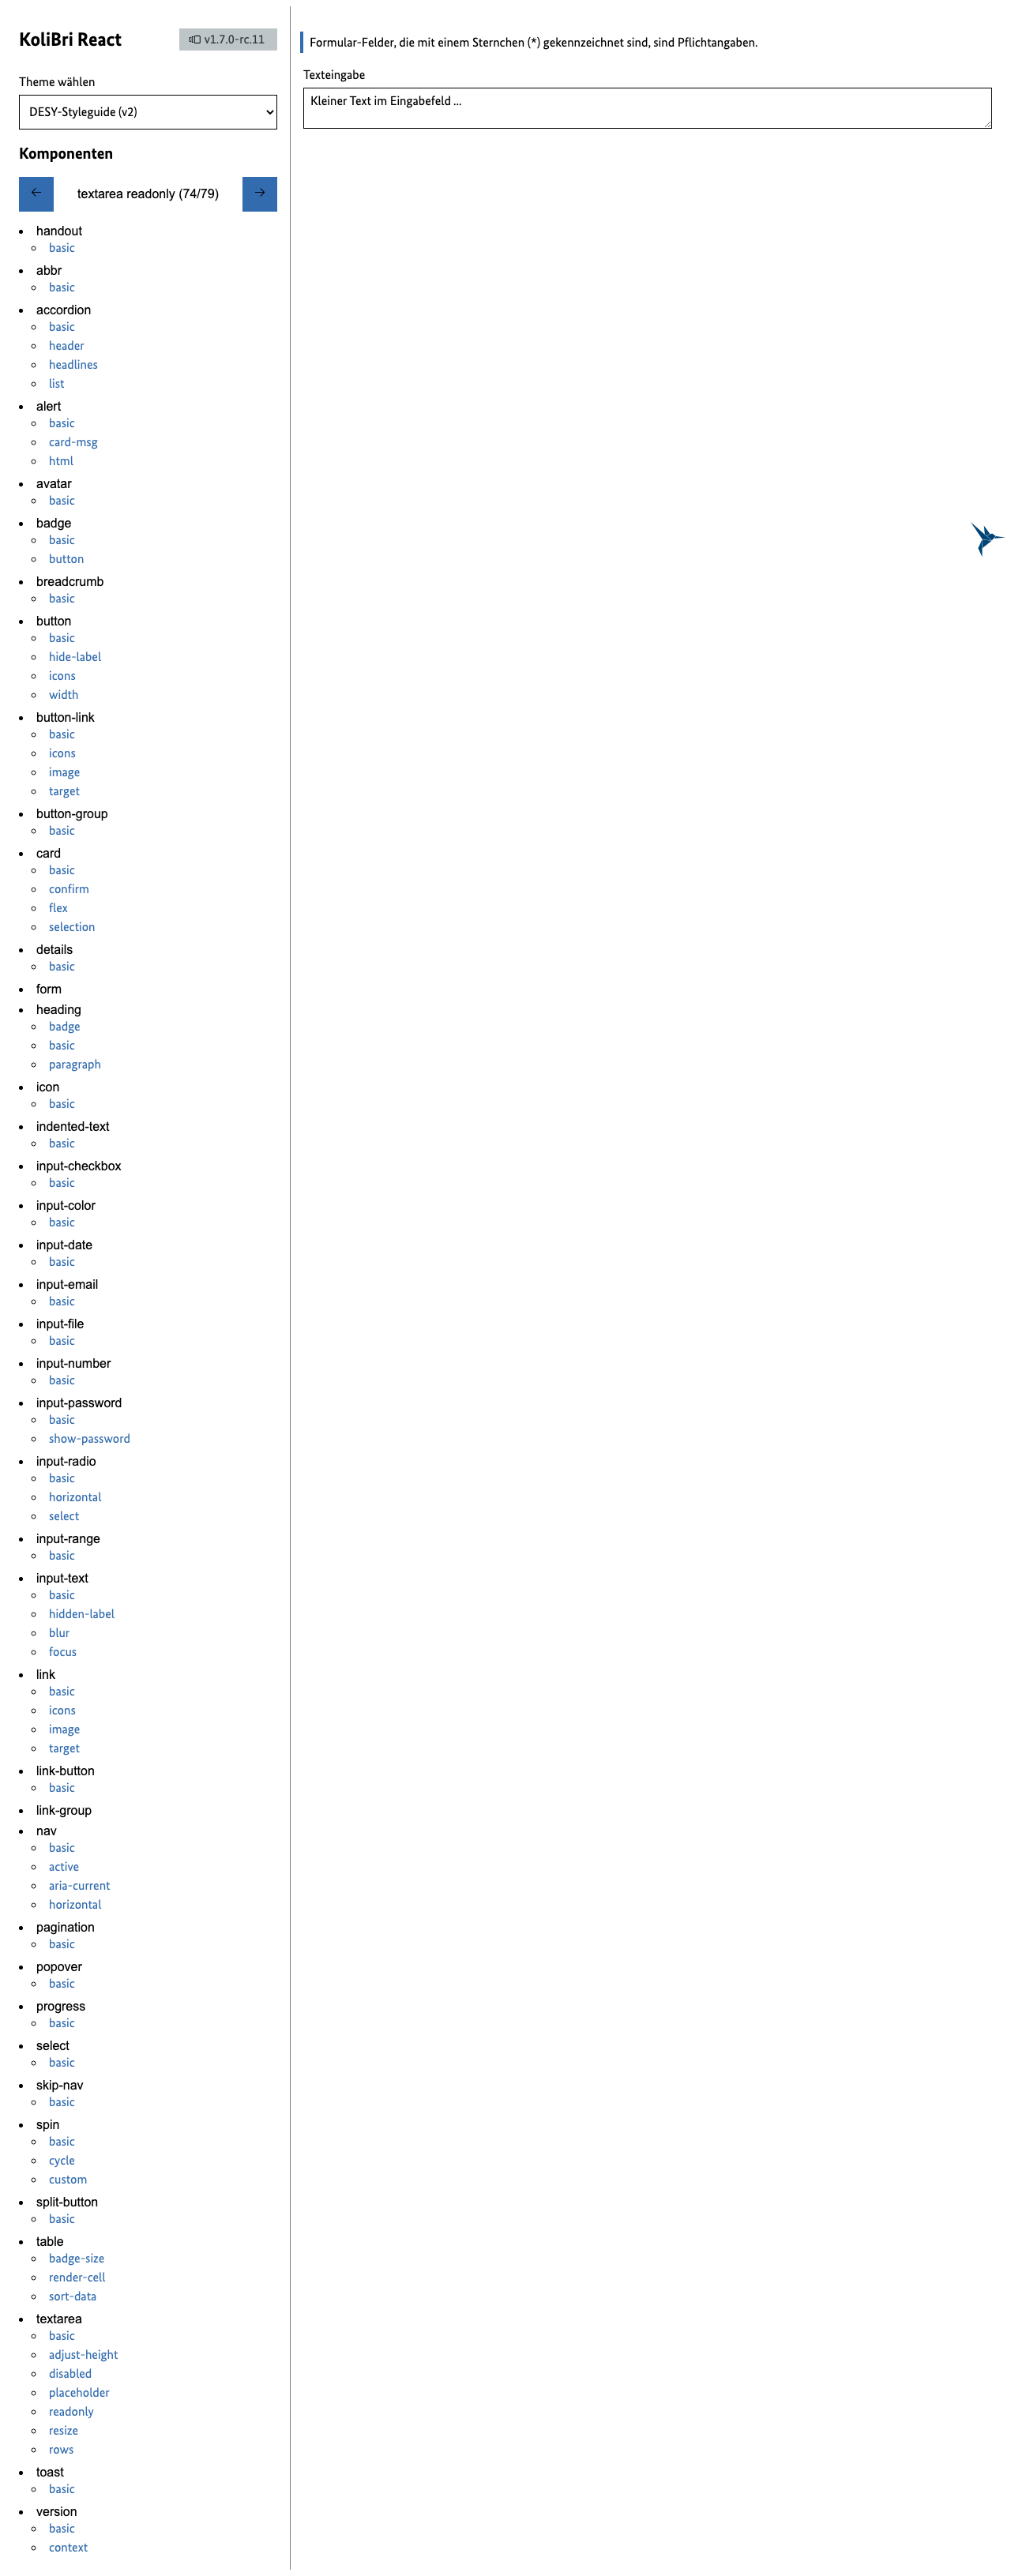 KoliBri React
v1.7.0-rc.11
Theme wählen
DESY-Styleguide (v2)
Komponenten
textarea readonly (74/79)
handout
basic
abbr
basic
accordion
basic
header
headlines
list
alert
basic
card-msg
html
avatar
basic
badge
basic
button
breadcrumb
basic
button
basic
hide-label
icons
width
button-link
basic
icons
image
target
button-group
basic
card
basic
confirm
flex
selection
details
basic
form
heading
badge
basic
paragraph
icon
basic
indented-text
basic
input-checkbox
basic
input-color
basic
input-date
basic
input-email
basic
input-file
basic
input-number
basic
input-password
basic
show-password
input-radio
basic
horizontal
select
input-range
basic
input-text
basic
hidden-label
blur
focus
link
basic
icons
image
target
link-button
basic
link-group
nav
basic
active
aria-current
horizontal
pagination
basic
popover
basic
progress
basic
select
basic
skip-nav
basic
spin
basic
cycle
custom
split-button
basic
table
badge-size
render-cell
sort-data
textarea
basic
adjust-height
disabled
placeholder
readonly
resize
rows
toast
basic
version
basic
context
Formular-Felder, die mit einem Sternchen (*) gekennzeichnet sind, sind Pflichtangaben.
Texteingabe
Kleiner Text im Eingabefeld ...